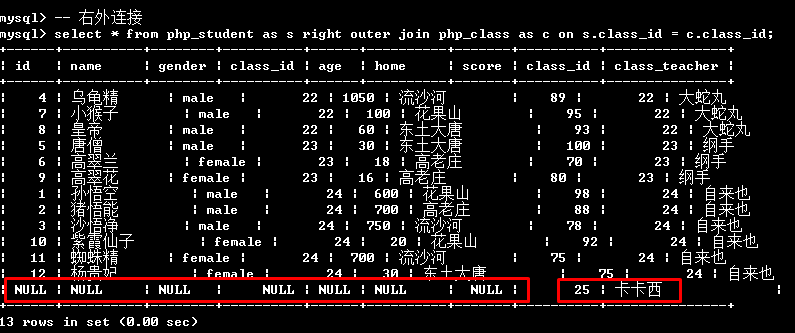 mysql> -- 右外连接
mysql> select * from php_student as s right outer join php_class as c on s.class_id = c.class_id;
| id | name | gender | class_id | age | home | score | class_id | class_teacher |
| 4 | 乌龟精 | male | 22 | 1050 | 流沙河 | 89 | 22 | 大蛇丸 |
| 7 | 小猴子 | male | 22 | 100 | 花果山 | 95 | 22 | 大蛇丸 |
| 8 | 皇帝 | male | 22 | 60 | 东土大唐 | 93 | 22 | 大蛇丸 |
| 5 | 唐僧 | male | 23 | 30 | 东土大唐 | 100 | 23 | 纲手 |
| 6 | 高翠兰 | female | 23 | 18 | 高老庄 | 70 | 23 | 纲手 |
| 9 | 高翠花 | female | 23 | 16 | 高老庄 | 80 | 23 | 纲手 |
| 1 | 孙悟空 | male | 24 | 600 | 花果山 | 98 | 24 | 自来也 |
| 2 | 猪悟能 | male | 24 | 700 | 高老庄 | 88 | 24 | 自来也 |
| 3 | 沙悟净 | male | 24 | 750 | 流沙河 | 78 | 24 | 自来也 |
| 10 | 紫霞仙子 | female | 24 | 20 | 花果山 | 92 | 24 | 自来也 |
| 11 | 蜘蛛精 | female | 24 | 700 | 流沙河 | 75 | 24 | 自来也 |
| 12 | 杨贵妃 | female | 24 | 30 | 东土大唐 | 75 | 24 | 自来也 |
| NULL | NULL | NULL | NULL | NULL | NULL | NULL | 25 | 卡卡西 |
13 rows in set (0.00 sec)